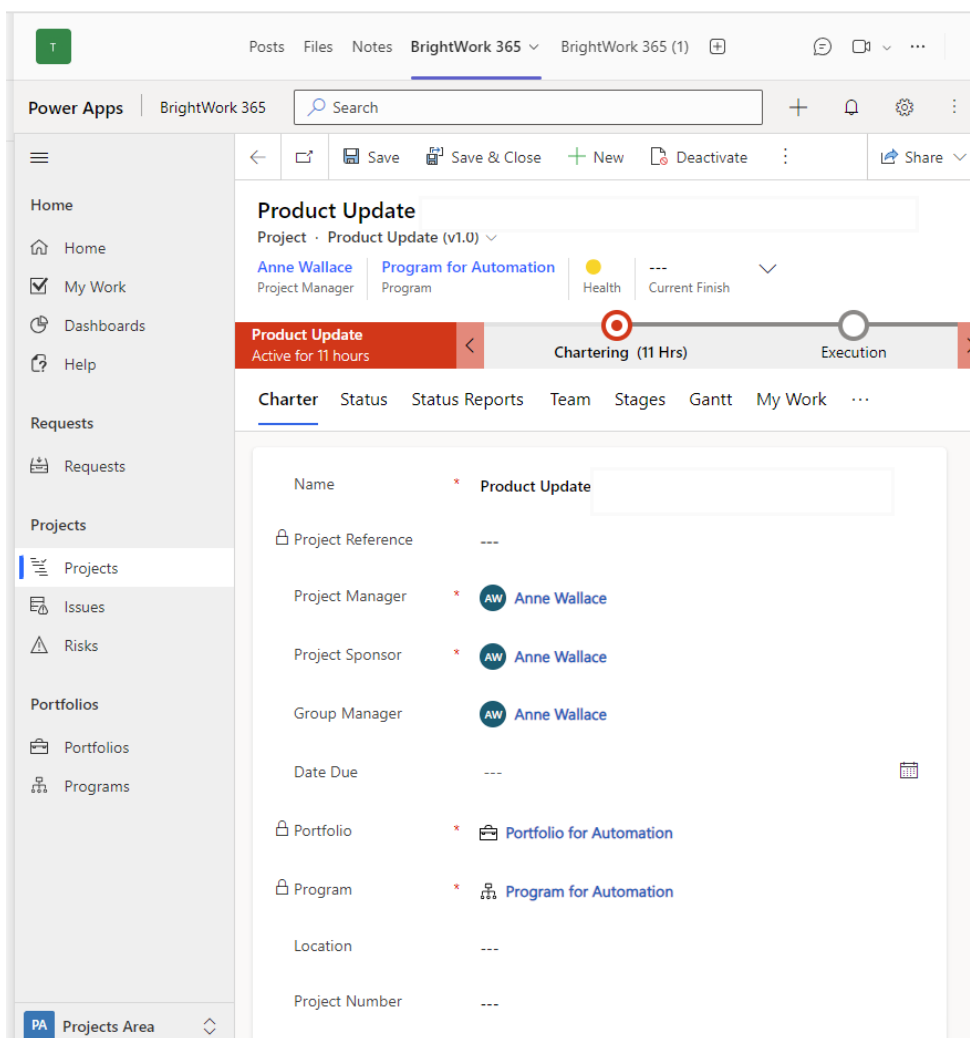 T
Posts Files Notes BrightWork 365 BrightWork 365 (1)
Power Apps BrightWork 365 Search
Save Save & Close New Deactivate Share
Home
Home
My Work
Dashboards
Help
Requests
Requests
Projects
Projects
Issues
Risks
Portfolios
Portfolios
Programs
PA Projects Area
Product Update
Project · Product Update (v1.0)
Anne Wallace Program for Automation ---
Project Manager Program Health Current Finish
Product Update
Active for 11 hours
Chartering (11 Hrs) Execution
Charter Status Status Reports Team Stages Gantt My Work ···
Name * Product Update
Project Reference ---
Project Manager * AW Anne Wallace
Project Sponsor * AW Anne Wallace
Group Manager AW Anne Wallace
Date Due ---
Portfolio * Portfolio for Automation
Program * Program for Automation
Location ---
Project Number ---